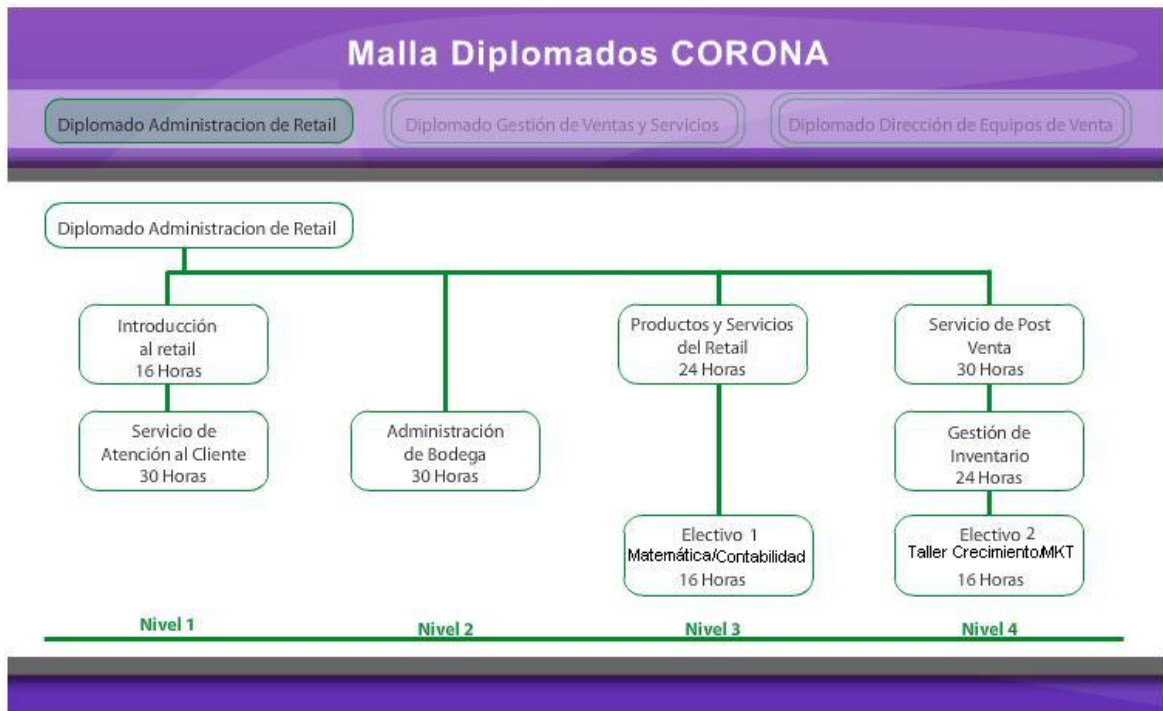 Malla Diplomados CORONA
Diplomado Administracion de Retail
Diplomado Gestión de Ventas y Servicios
Diplomado Dirección de Equipos de Venta
Diplomado Administracion de Retail
Introducción
al retail
16 Horas
Servicio de
Atención al Cliente
30 Horas
Administración
de Bodega
30 Horas
Productos y Servicios
del Retail
24 Horas
Electivo 1
Matemática/Contabilidad
16 Horas
Servicio de Post
Venta
30 Horas
Gestión de
Inventario
24 Horas
Electivo 2
Taller Crecimiento/MKT
16 Horas
Nivel 1
Nivel 2
Nivel 3
Nivel 4